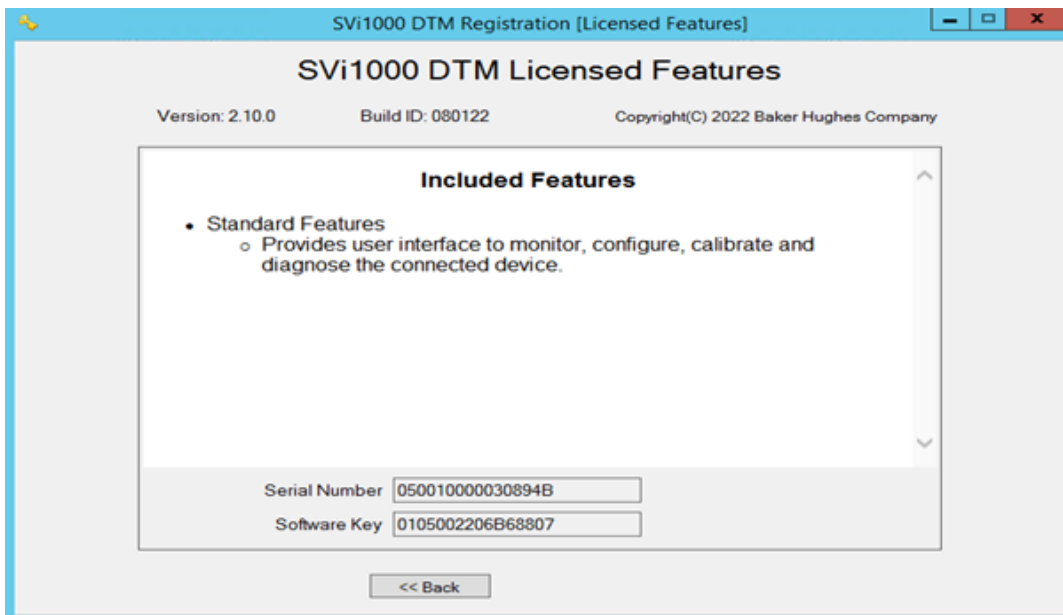 SVi1000 DTM Registration [Licensed Features]
SVi1000 DTM Licensed Features
Version: 2.10.0 Build ID: 080122 Copyright(C) 2022 Baker Hughes Company
Included Features
• Standard Features
o Provides user interface to monitor, configure, calibrate and
diagnose the connected device.
Serial Number 050010000030894B
Software Key 0105002206B68807
<< Back